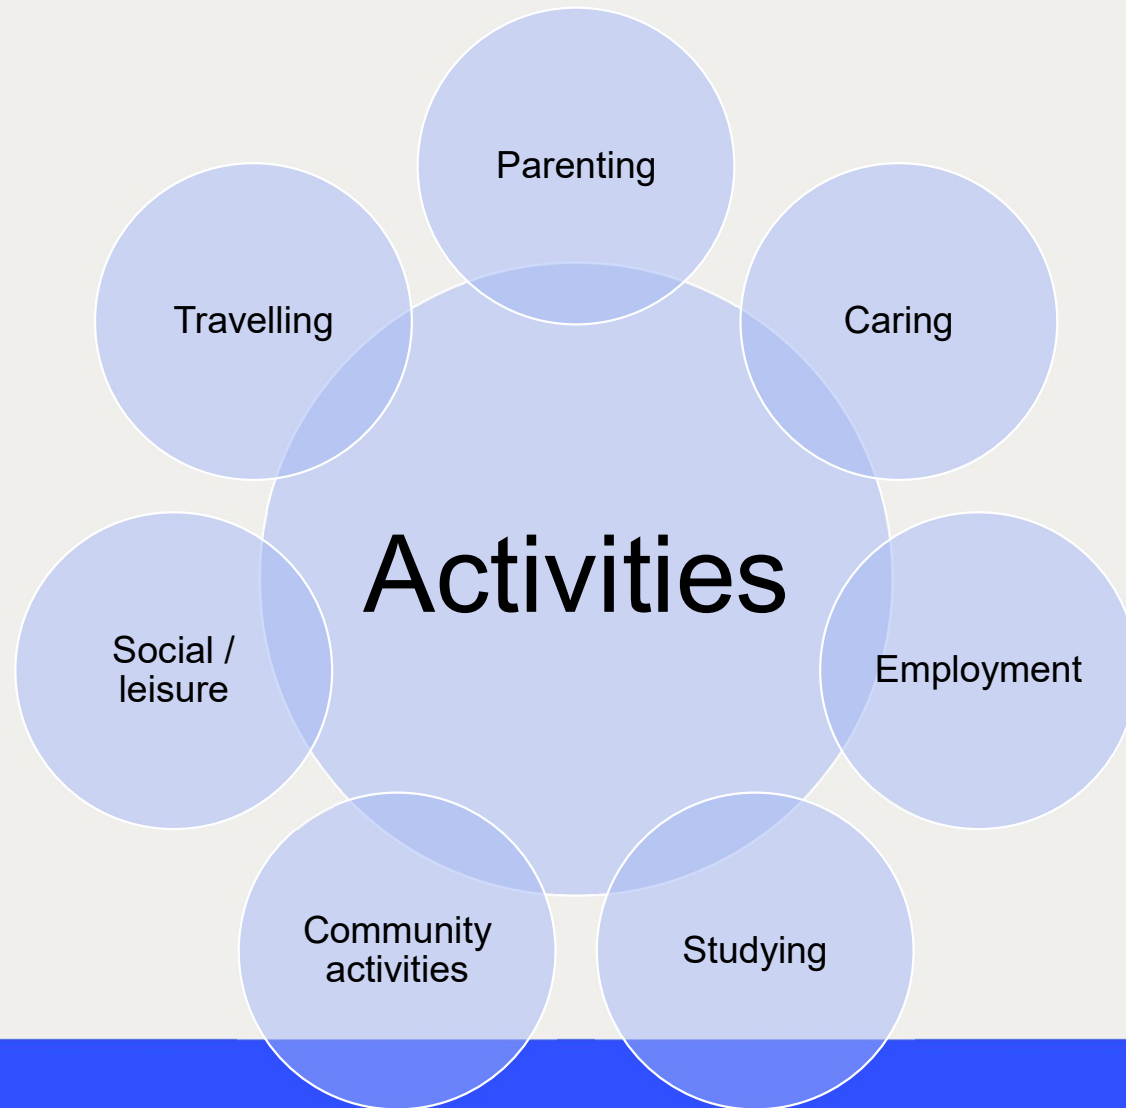 Parenting
Travelling
Caring
Activities
Social /
leisure
Employment
Community
activities
Studying